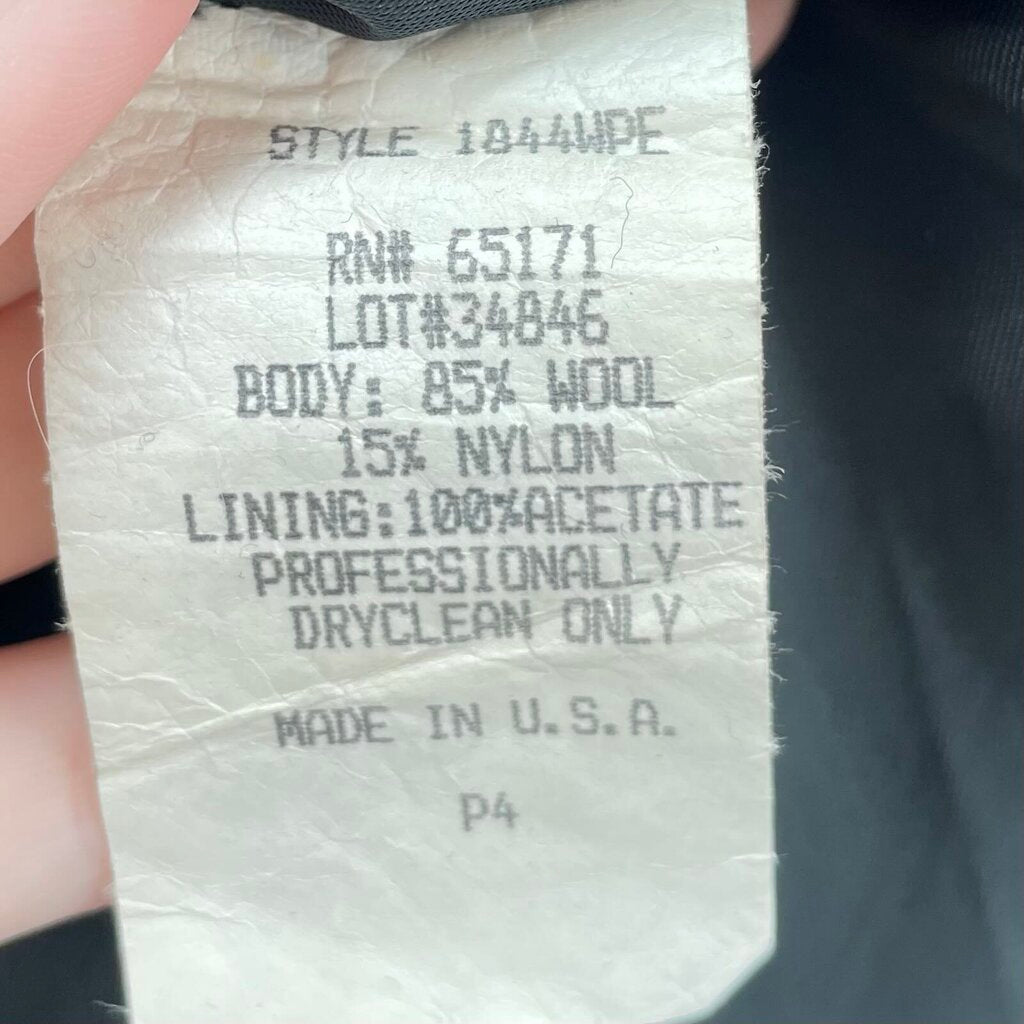 STYLE 1844WPE
RN# 65171
LOT#34846
BODY: 85% WOOL
15% NYLON
LINING:100%ACETATE
PROFESSIONALLY
DRYCLEAN ONLY
MADE IN U.S.A.
P4